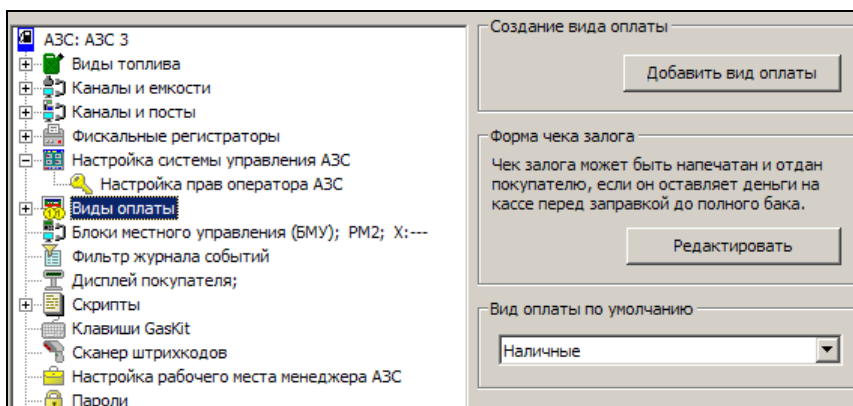 АЗС: АЗС 3
Виды топлива
Каналы и емкости
Каналы и посты
Фискальные регистраторы
Настройка системы управления АЗС
Настройка прав оператора АЗС
Виды оплаты
Блоки местного управления (БМУ); PM2; X:---
Фильтр журнала событий
Дисплей покупателя;
Скрипты
Клавиши GasKit
Сканер штрихкодов
Настройка рабочего места менеджера АЗС
Пароли
Создание вида оплаты
Добавить вид оплаты
Форма чека залога
Чек залога может быть напечатан и отдан
покупателю, если он оставляет деньги на
кассе перед заправкой до полного бака.
Редактировать
Вид оплаты по умолчанию
Наличные